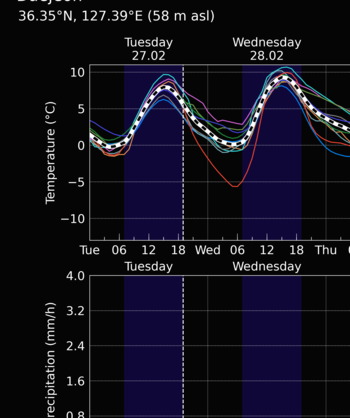 36.35°N, 127.39°E (58 m asl)
Tuesday Wednesday
27.02 28.02
Temperature (°C)
10
5
0
−5
−10
Tue 06 12 18 Wed 06 12 18 Thu
Tuesday Wednesday
(mm/h)
4.0
3.2
2.4
1.6
0.8